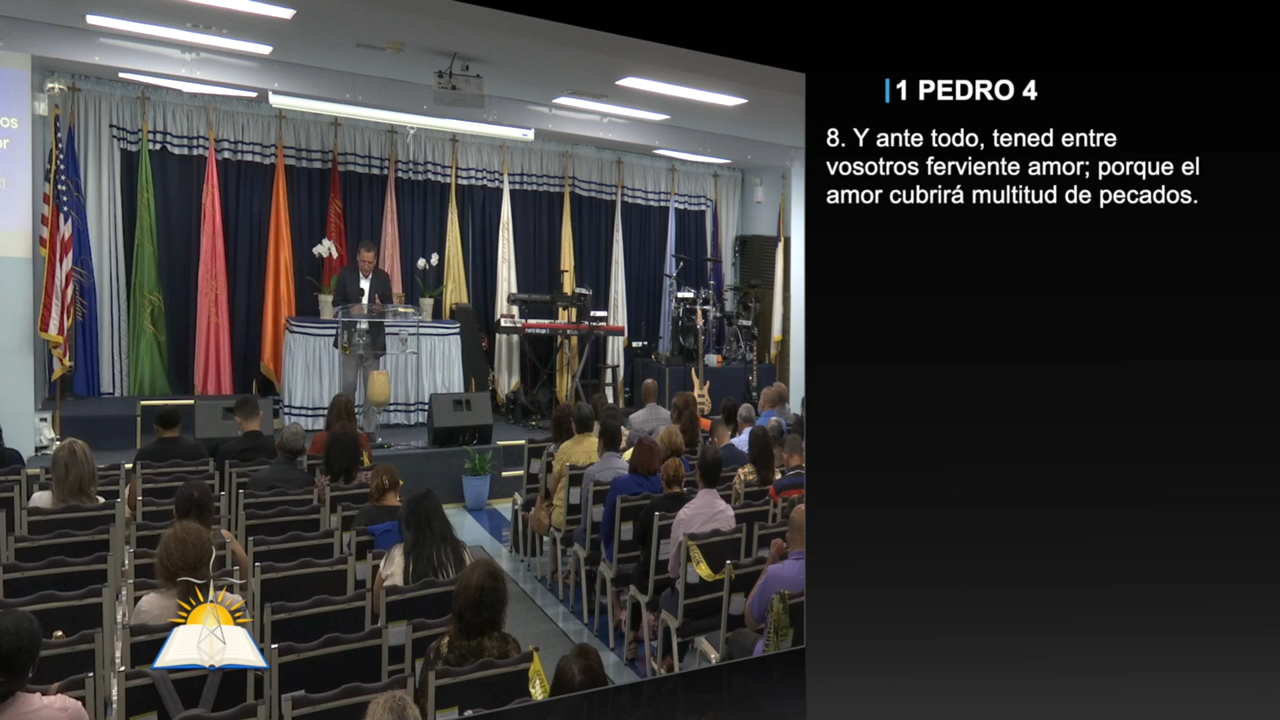 1 PEDRO 4
8. Y ante todo, tened entre
vosotros ferviente amor; porque el
amor cubrirá multitud de pecados.